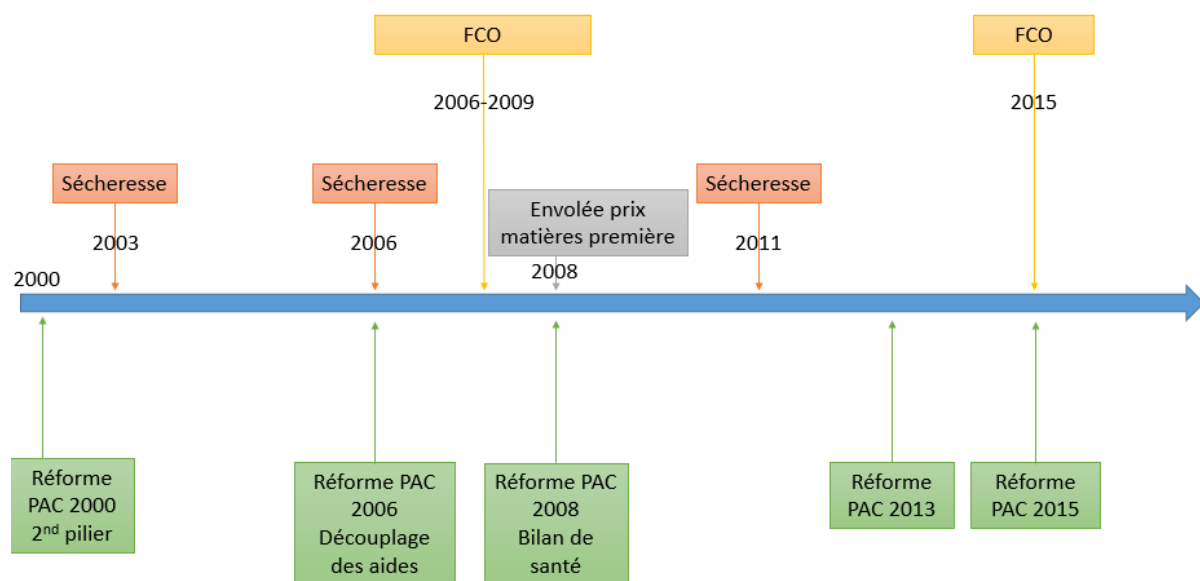 FCO
FCO
2006-2009
2015
Sécheresse
Sécheresse
Sécheresse
Envolée prix
matières première
2003
2006
2011
2008
2000
Réforme
PAC 2000
2nd pilier
Réforme PAC
2006
Découplage
des aides
Réforme PAC
2008
Bilan de
santé
Réforme
PAC 2013
Réforme
PAC 2015